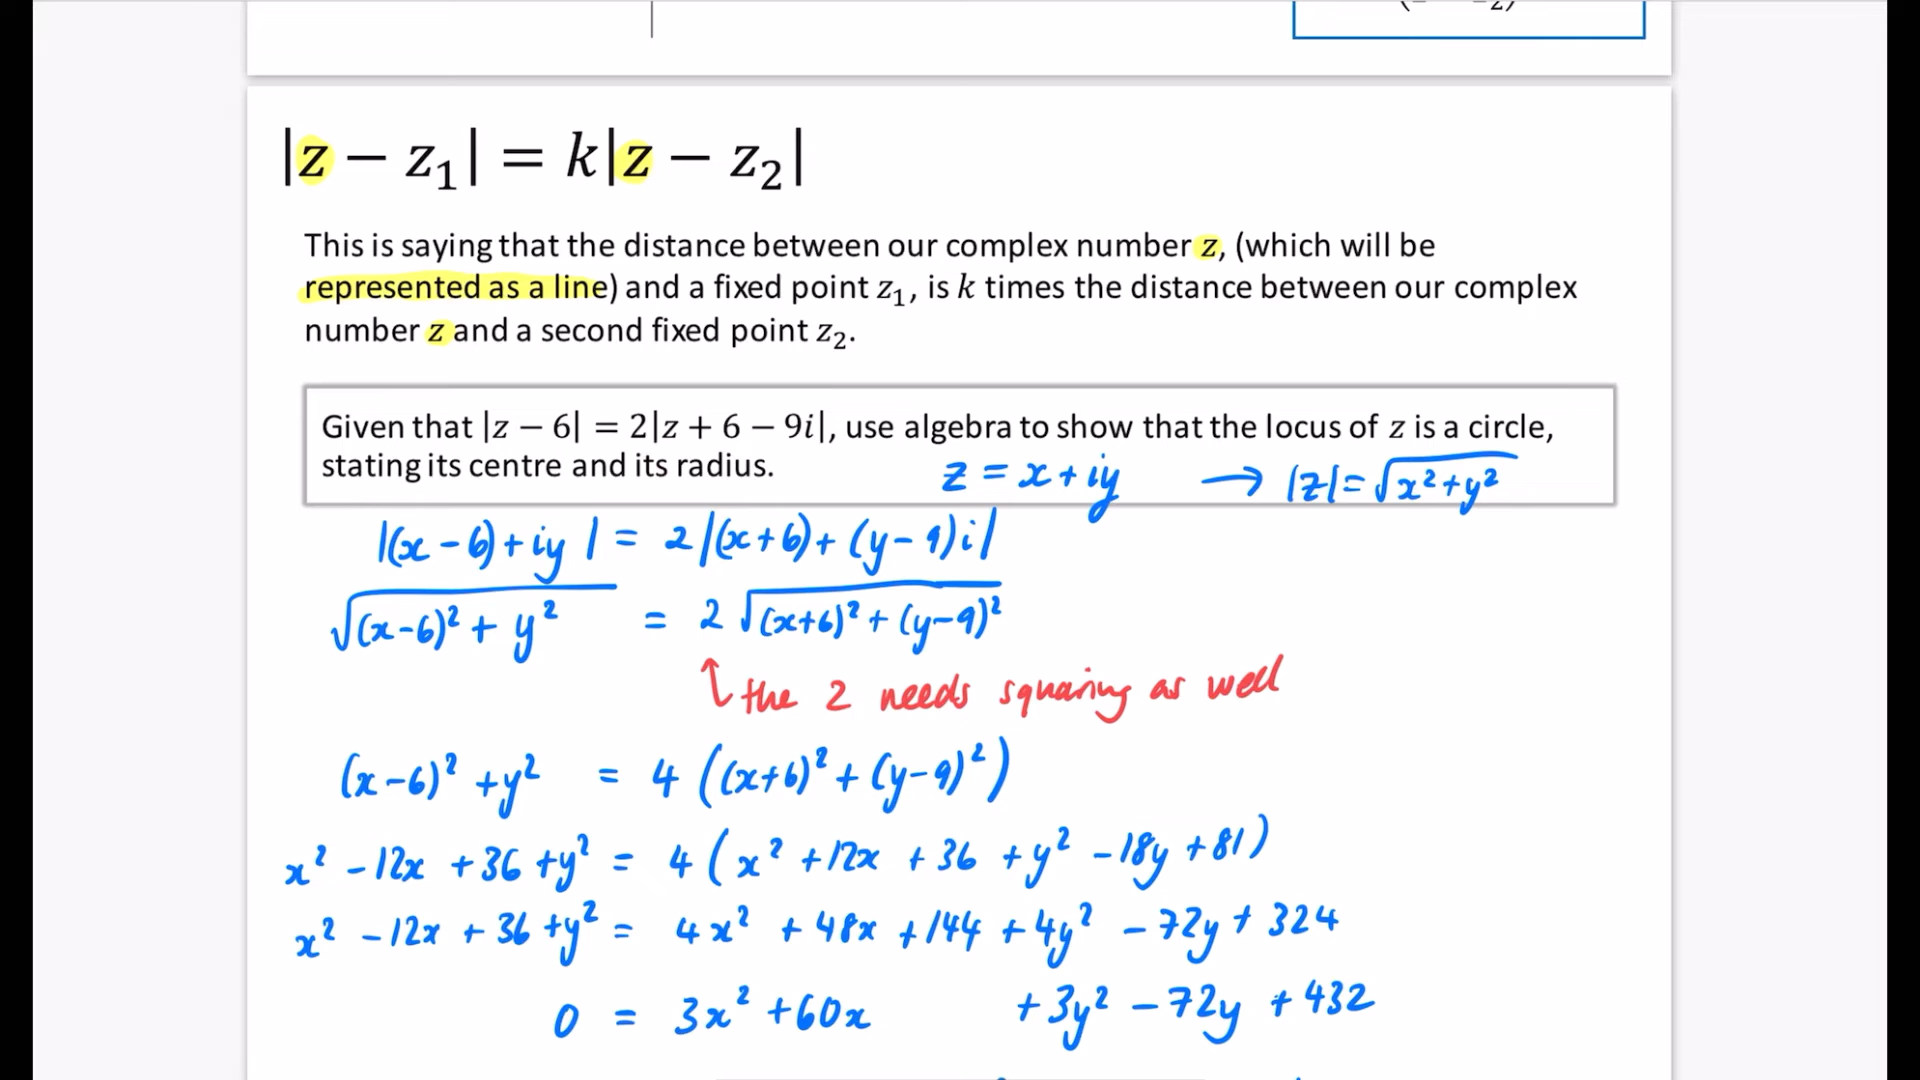 |z − z₁| = k|z − z₂|
This is saying that the distance between our complex number z, (which will be
represented as a line) and a fixed point z₁, is k times the distance between our complex
number z and a second fixed point z₂.
Given that |z − 6| = 2|z + 6 − 9i|, use algebra to show that the locus of z is a circle,
stating its centre and its radius.
z = x + iy → |z| = √(x² + y²)
|(x − 6) + iy| = 2|(x + 6) + (y − 9)i|
√((x − 6)² + y²) = 2√((x + 6)² + (y − 9)²)
↑ the 2 needs squaring as well
(x − 6)² + y² = 4((x + 6)² + (y − 9)²)
x² − 12x + 36 + y² = 4(x² + 12x + 36 + y² − 18y + 81)
x² − 12x + 36 + y² = 4x² + 48x + 144 + 4y² − 72y + 324
0 = 3x² + 60x + 3y² − 72y + 432